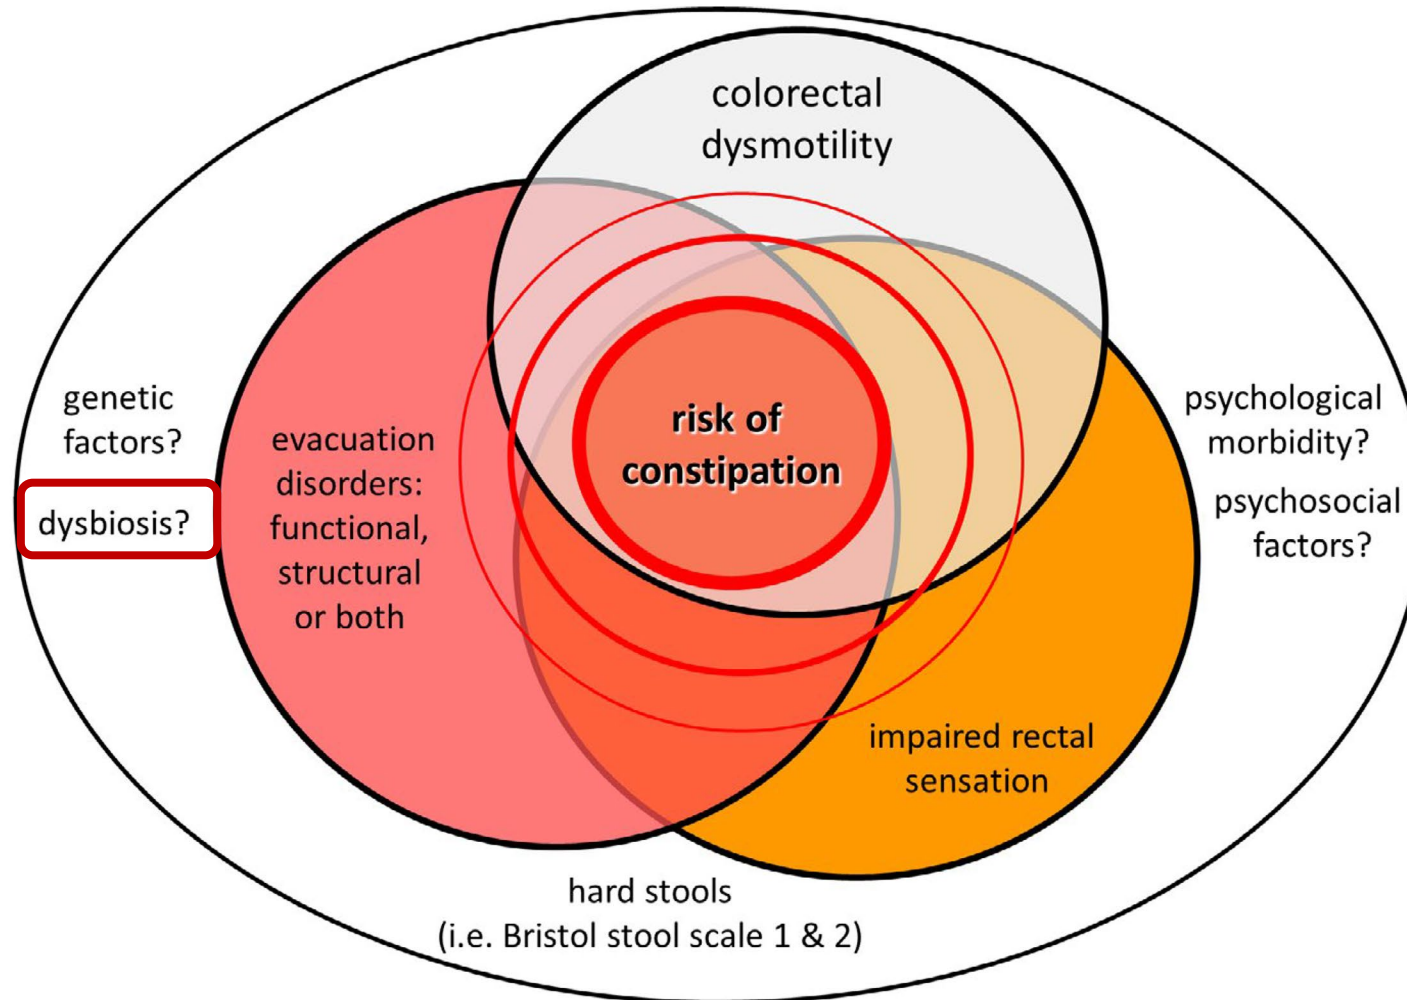 colorectal
dysmotility
genetic
factors?
dysbiosis?
evacuation
disorders:
functional,
structural
or both
risk of
constipation
psychological
morbidity?
psychosocial
factors?
impaired rectal
sensation
hard stools
(i.e. Bristol stool scale 1 & 2)